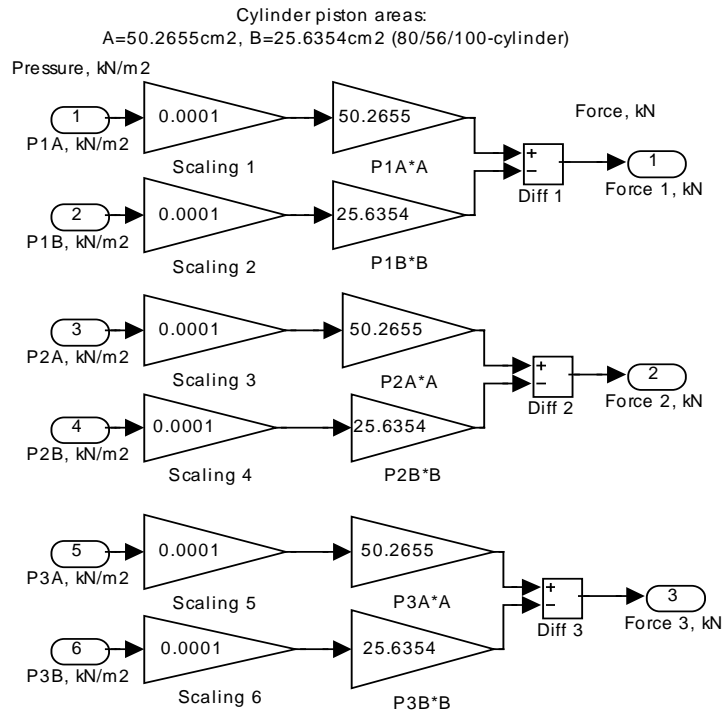 Cylinder piston areas:
A=50.2655cm2, B=25.6354cm2 (80/56/100-cylinder)
Pressure, kN/m2
Force, kN
1
0.0001
50.2655
P1A, kN/m2
Scaling 1
P1A*A
+
−
1
Diff 1
Force 1, kN
2
0.0001
25.6354
P1B, kN/m2
Scaling 2
P1B*B
3
0.0001
50.2655
P2A, kN/m2
Scaling 3
P2A*A
+
−
2
Diff 2
Force 2, kN
4
0.0001
25.6354
P2B, kN/m2
Scaling 4
P2B*B
5
0.0001
50.2655
P3A, kN/m2
Scaling 5
P3A*A
+
−
3
Diff 3
Force 3, kN
6
0.0001
25.6354
P3B, kN/m2
Scaling 6
P3B*B